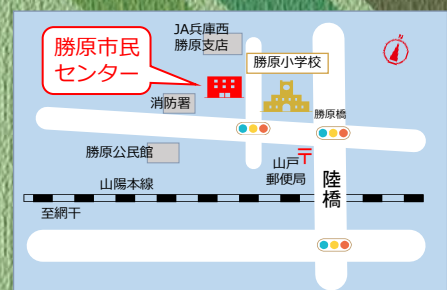 JA兵庫西
勝原支店
勝原市民
センター
勝原小学校
消防署
勝原橋
勝原公民館
山戸
郵便局
陸橋
山陽本線
至網干